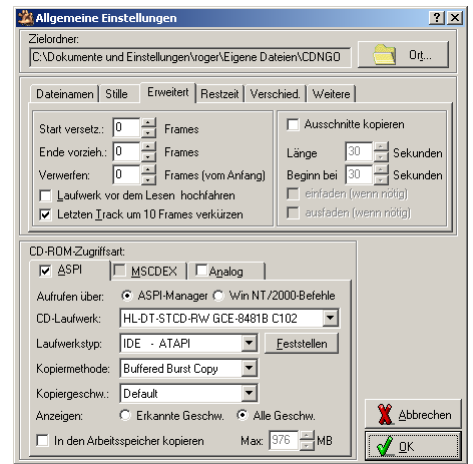 Allgemeine Einstellungen
Zielordner:
C:\Dokumente und Einstellungen\roger\Eigene Dateien\CDNGO
Ort...
Dateinamen Stille Erweitert Restzeit Verschied. Weitere
Start versetz.: 0 Frames
Ende vorzieh.: 0 Frames
Verwerfen: 0 Frames (vom Anfang)
Laufwerk vor dem Lesen hochfahren
Letzten Track um 10 Frames verkürzen
Ausschnitte kopieren
Länge 30 Sekunden
Beginn bei 30 Sekunden
einfaden (wenn nötig)
ausfaden (wenn nötig)
CD-ROM-Zugriffsart:
ASPI MSCDEX Analog
Aufrufen über: ASPI-Manager Win NT/2000-Befehle
CD-Laufwerk: HL-DT-STCD-RW GCE-8481B C102
Laufwerkstyp: IDE - ATAPI Feststellen
Kopiermethode: Buffered Burst Copy
Kopiergeschw.: Default
Anzeigen: Erkannte Geschw. Alle Geschw.
In den Arbeitsspeicher kopieren Max: 976 MB
Abbrechen
OK